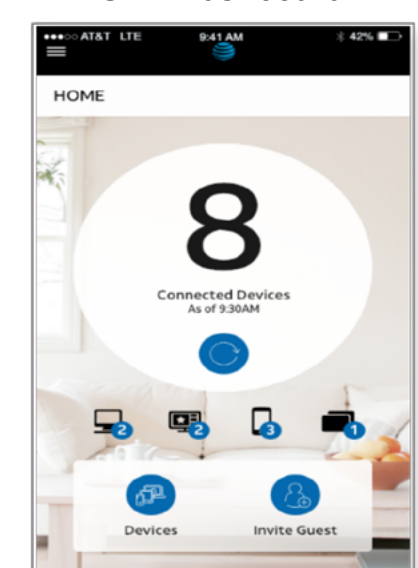 AT&T LTE 9:41 AM 42%
HOME
8
Connected Devices
As of 9:30AM
2 2 3 1
Devices Invite Guest